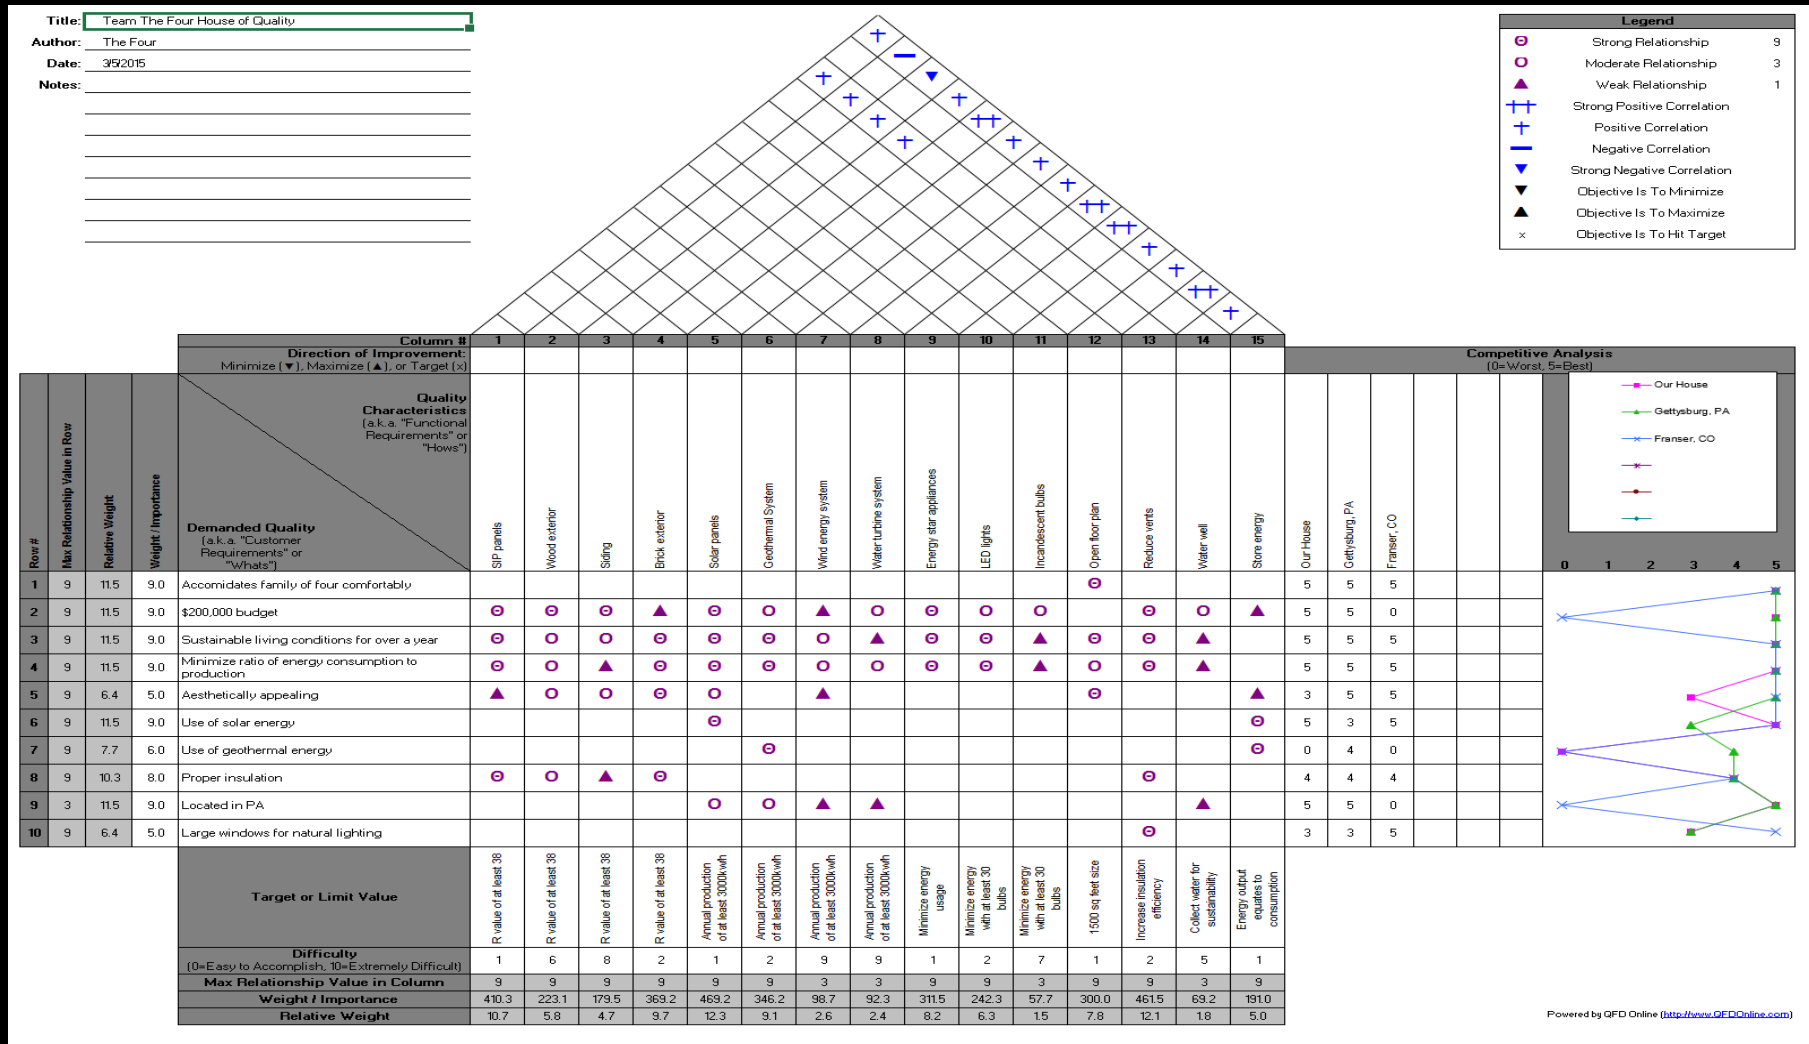 Title: Team The Four House of Quality
Author: The Four
Date: 3/5/2015
Notes:
Legend
Θ Strong Relationship 9
Ο Moderate Relationship 3
▲ Weak Relationship 1
++ Strong Positive Correlation
+ Positive Correlation
– Negative Correlation
▼ Strong Negative Correlation
▼ Objective Is To Minimize
▲ Objective Is To Maximize
x Objective Is To Hit Target
Column # 1 2 3 4 5 6 7 8 9 10 11 12 13 14 15
Direction of Improvement:
Minimize (▼), Maximize (▲), or Target (x)
Competitive Analysis
(0=Worst, 5=Best)
Row #
Max Relationship Value in Row
Relative Weight
Weight / Importance
Quality
Characteristics
(a.k.a. "Functional
Requirements" or
"Hows")
Demanded Quality
(a.k.a. "Customer
Requirements" or
"Whats")
SIP panels
Wood exterior
Siding
Brick exterior
Solar panels
Geothermal System
Wind energy system
Water turbine system
Energy star appliances
LED lights
Incandescent bulbs
Open floor plan
Reduce vents
Water well
Store energy
Our House
Gettysburg, PA
Franser, CO
Our House
Gettysburg, PA
Franser, CO
0 1 2 3 4 5
1 9 11.5 9.0 Accomidates family of four comfortably Θ 5 5 5
2 9 11.5 9.0 $200,000 budget Θ Θ Θ ▲ Θ Ο ▲ Ο Θ Ο Ο Θ Ο ▲ 5 5 0
3 9 11.5 9.0 Sustainable living conditions for over a year Θ Ο Ο Θ Θ Θ Ο ▲ Θ Θ ▲ Θ Θ ▲ 5 5 5
4 9 11.5 9.0 Minimize ratio of energy consumption to
production Θ Ο ▲ Θ Θ Θ Ο Ο Θ Θ ▲ Ο Θ ▲ 5 5 5
5 9 6.4 5.0 Aesthetically appealing ▲ Ο Ο Θ Ο ▲ Θ ▲ 3 5 5
6 9 11.5 9.0 Use of solar energy Θ Θ 5 3 5
7 9 7.7 6.0 Use of geothermal energy Θ Θ 0 4 0
8 9 10.3 8.0 Proper insulation Θ Ο ▲ Θ Θ 4 4 4
9 3 11.5 9.0 Located in PA Ο Ο ▲ ▲ ▲ 5 5 0
10 9 6.4 5.0 Large windows for natural lighting Θ 3 3 5
Target or Limit Value
R value of at least 38
R value of at least 38
R value of at least 38
R value of at least 38
Annual production
of at least 3000kwh
Annual production
of at least 3000kwh
Annual production
of at least 3000kwh
Annual production
of at least 3000kwh
Minimize energy
usage
Minimize energy
with at least 30
bulbs
Minimize energy
with at least 30
bulbs
1500 sq feet size
Increase insulation
efficiency
Collect water for
sustainability
Energy output
equates to
consumption
Difficulty
(0=Easy to Accomplish, 10=Extremely Difficult) 1 6 8 2 1 2 9 9 1 2 7 1 2 5 1
Max Relationship Value in Column 9 9 9 9 9 9 3 3 9 9 3 9 9 3 9
Weight / Importance 410.3 223.1 179.5 369.2 469.2 346.2 98.7 92.3 311.5 242.3 57.7 300.0 461.5 69.2 191.0
Relative Weight 10.7 5.8 4.7 9.7 12.3 9.1 2.6 2.4 8.2 6.3 1.5 7.8 12.1 1.8 5.0
Powered by QFD Online (http://www.QFDOnline.com)